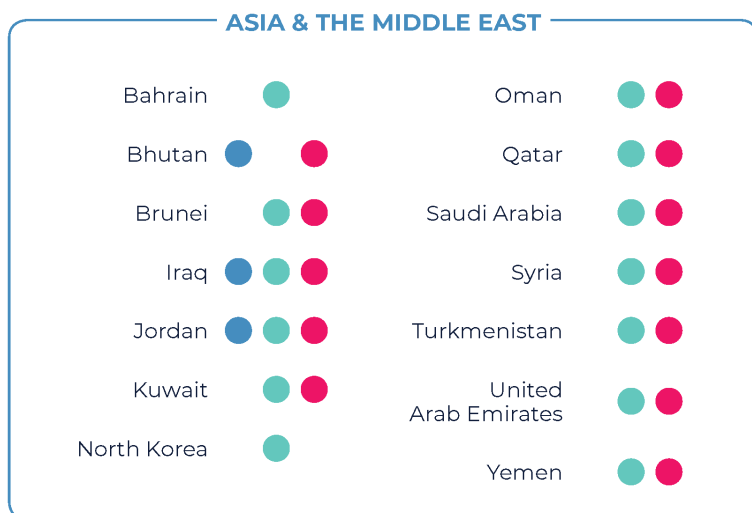 ASIA & THE MIDDLE EAST
Bahrain
Bhutan
Brunei
Iraq
Jordan
Kuwait
North Korea
Oman
Qatar
Saudi Arabia
Syria
Turkmenistan
United
Arab Emirates
Yemen